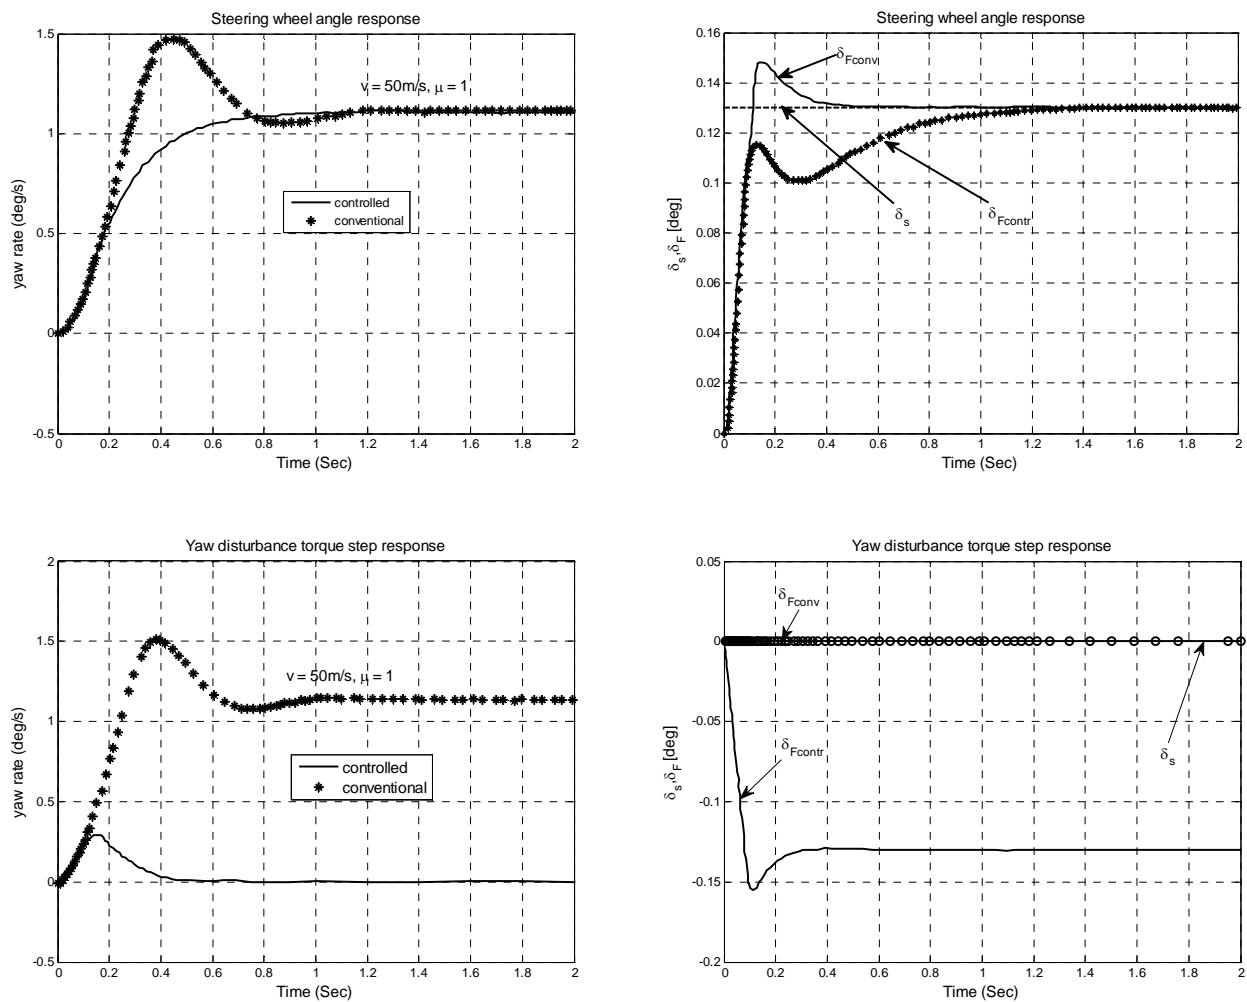 Steering wheel angle response
1.5
1
0.5
0
-0.5
yaw rate (deg/s)
v = 50m/s, μ = 1
controlled
conventional
0 0.2 0.4 0.6 0.8 1 1.2 1.4 1.6 1.8 2
Time (Sec)
Steering wheel angle response
0.16
0.14
0.12
0.1
0.08
0.06
0.04
0.02
0
δs,δF [deg]
δFconv
δs
δFcontr
0 0.2 0.4 0.6 0.8 1 1.2 1.4 1.6 1.8 2
Time (Sec)
Yaw disturbance torque step response
2
1.5
1
0.5
0
-0.5
yaw rate (deg/s)
v = 50m/s, μ = 1
controlled
conventional
0 0.2 0.4 0.6 0.8 1 1.2 1.4 1.6 1.8 2
Time (Sec)
Yaw disturbance torque step response
0.05
0
-0.05
-0.1
-0.15
-0.2
δs,δF [deg]
δFconv
δFcontr
δs
0 0.2 0.4 0.6 0.8 1 1.2 1.4 1.6 1.8 2
Time (Sec)